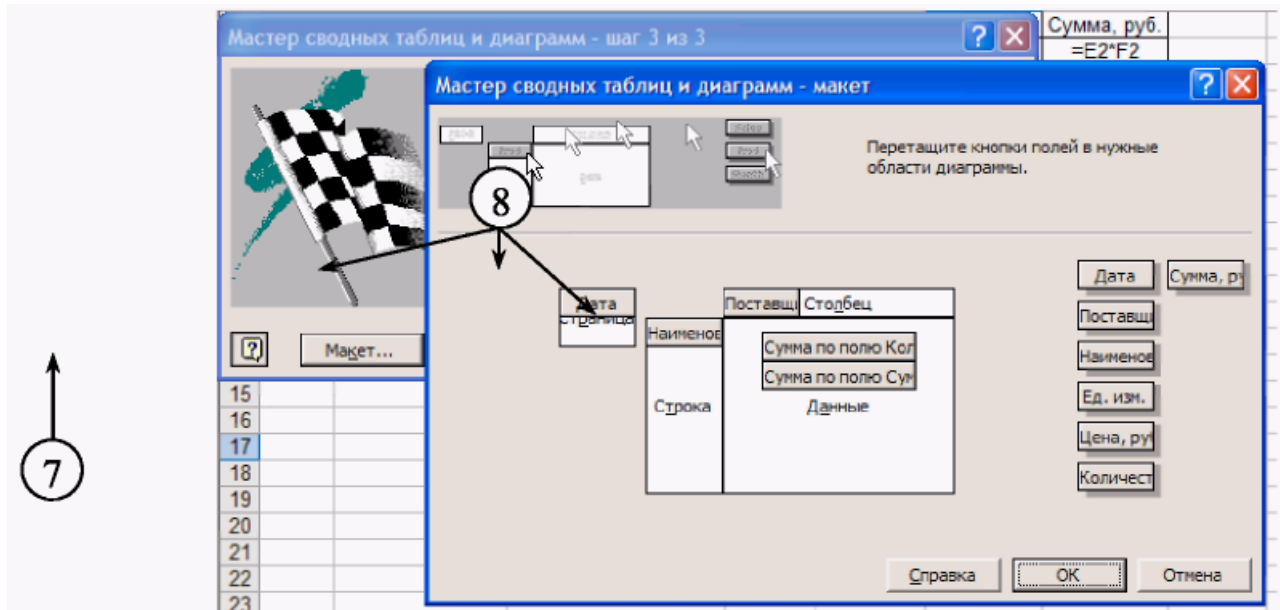 Мастер сводных таблиц и диаграмм - шаг 3 из 3
Сумма, руб.
=E2*F2
Мастер сводных таблиц и диаграмм - макет
Перетащите кнопки полей в нужные
области диаграммы.
8
Дата
Сумма, ру
Дата
Поставщи
Столбец
Поставщи
Страница
Наименов
Сумма по полю Кол
Наименов
Макет...
Сумма по полю Сум
15
Ед. изм.
Строка
Данные
16
17
Цена, руб
7
18
Количест
19
20
21
22
Справка
ОК
Отмена
23